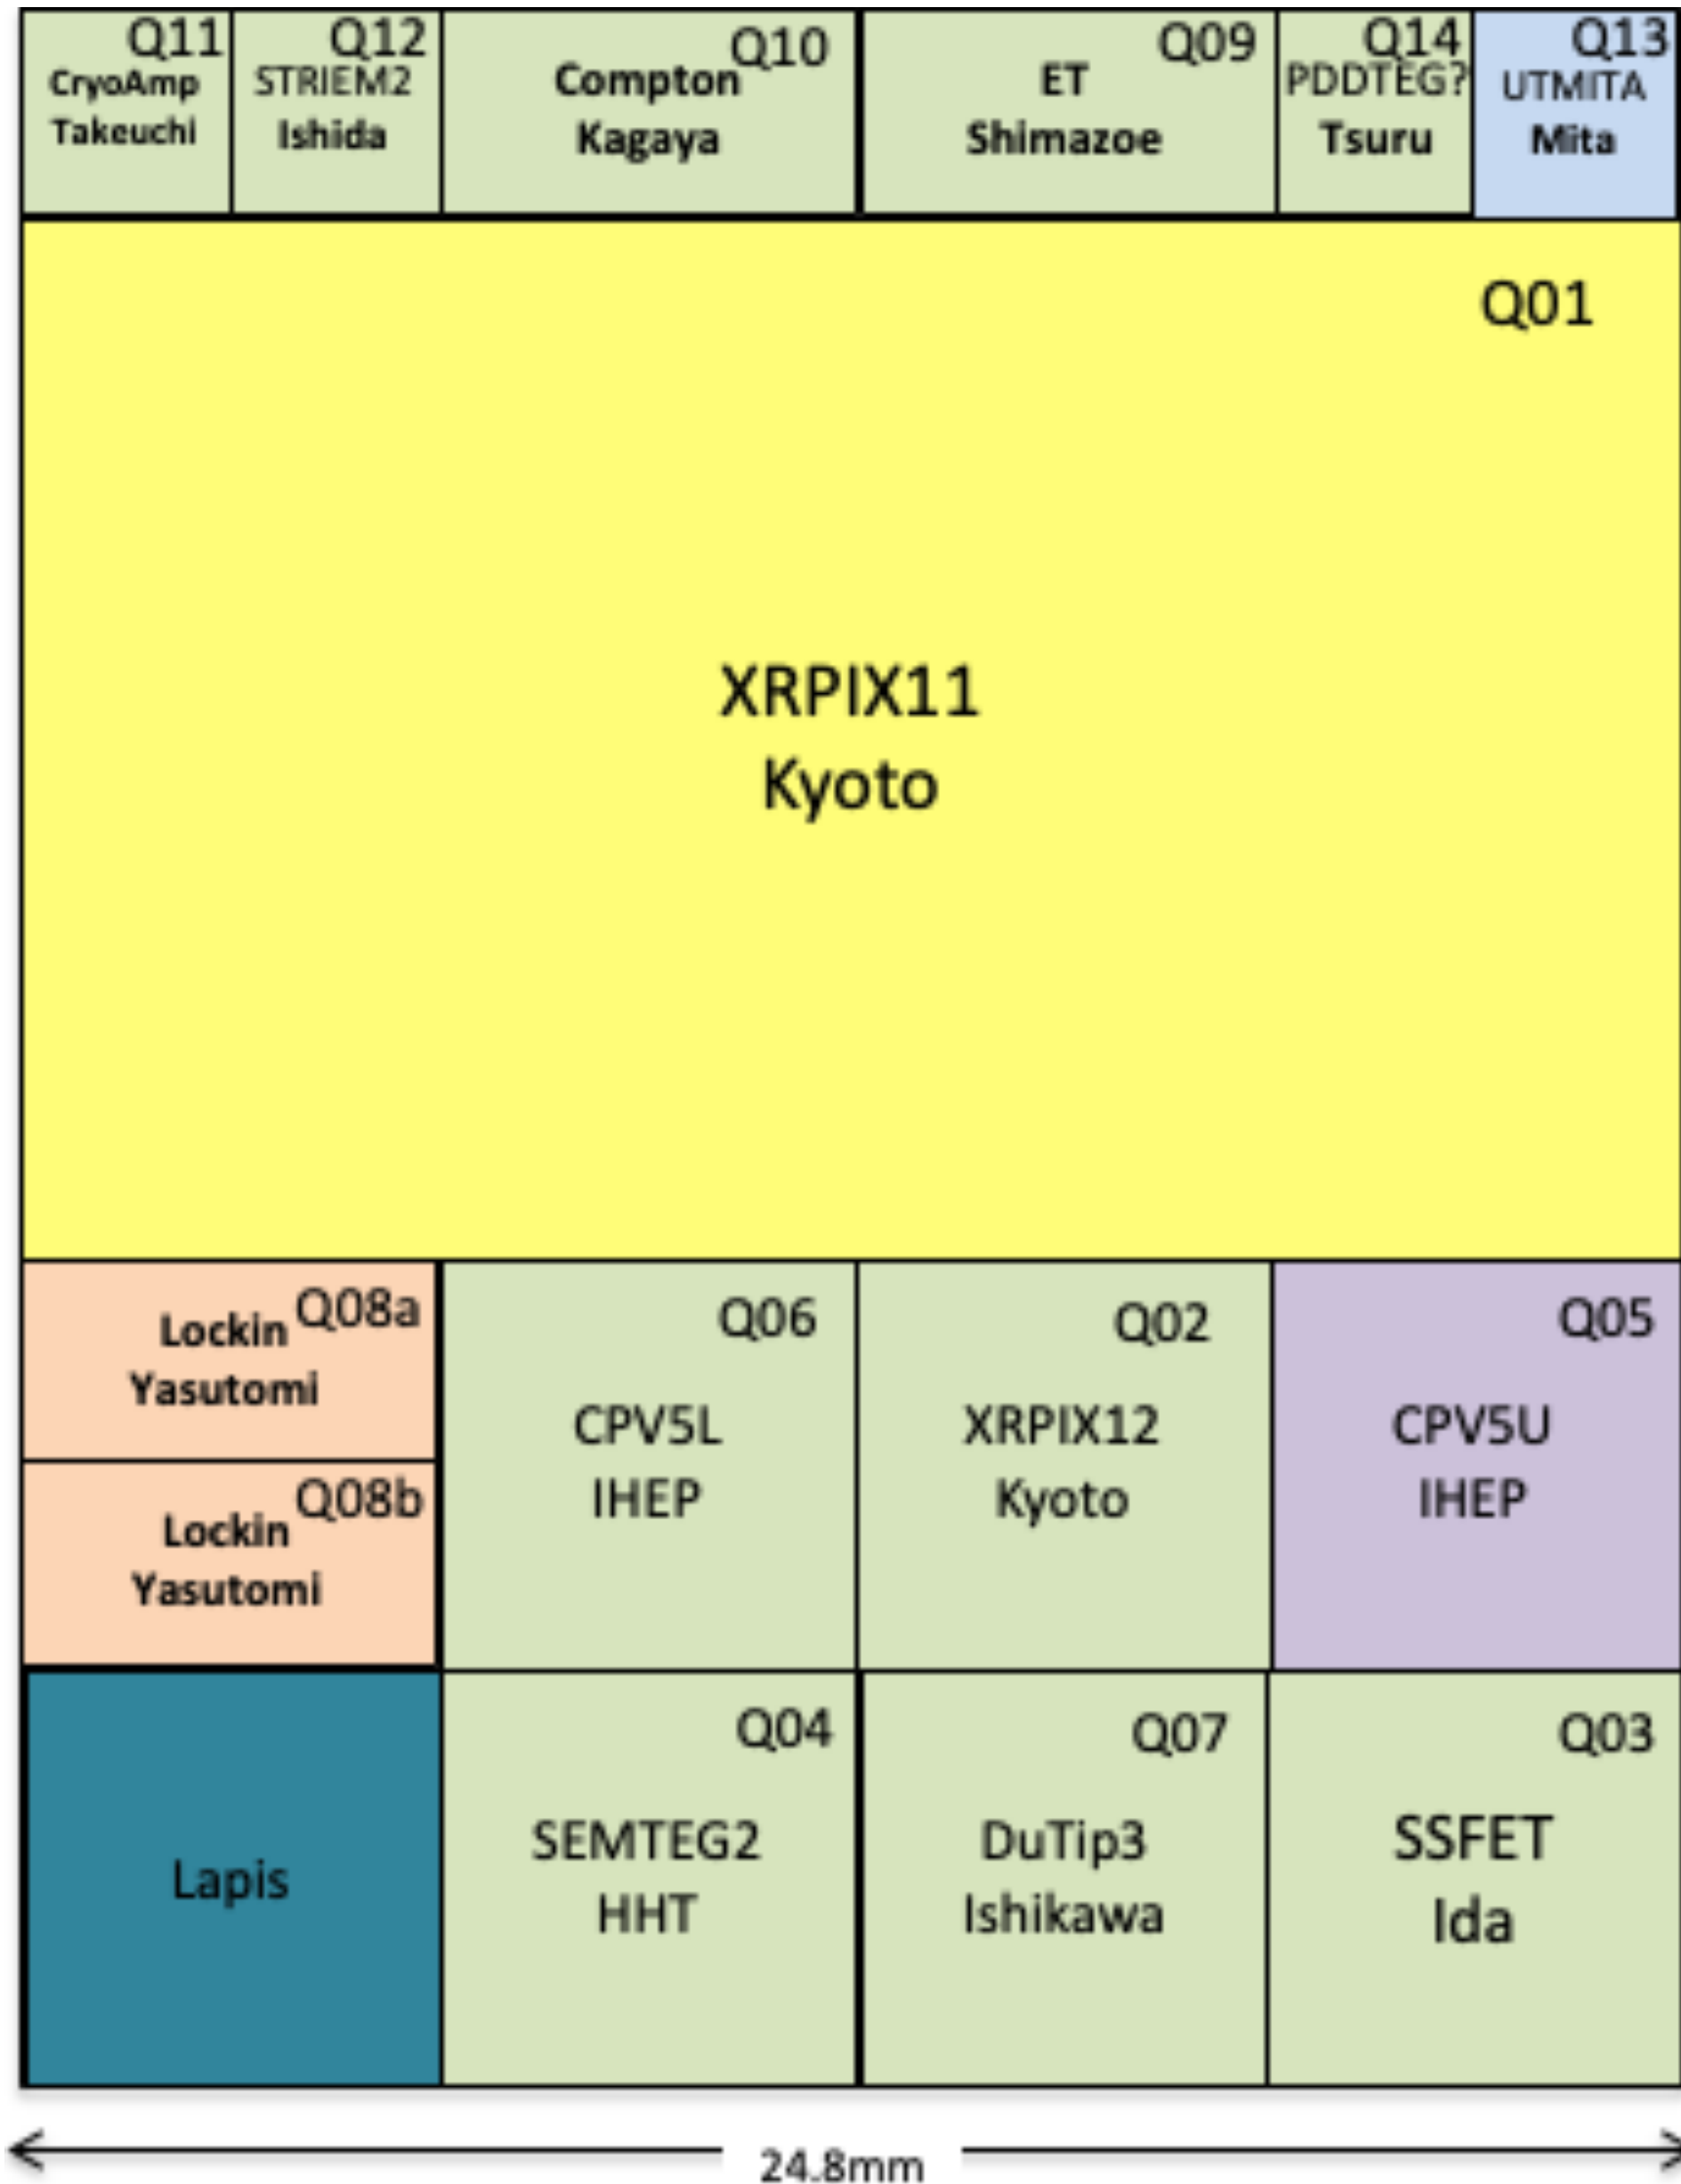 Q11
CryoAmp
Takeuchi
Q12
STRIEM2
Ishida
Q10
Compton
Kagaya
Q09
ET
Shimazoe
Q14
PDDTEG?
Tsuru
Q13
UTMITA
Mita
Q01
XRPIX11
Kyoto
Q08a
Lockin
Yasutomi
Q08b
Lockin
Yasutomi
Q06
CPV5L
IHEP
Q02
XRPIX12
Kyoto
Q05
CPV5U
IHEP
Lapis
Q04
SEMTEG2
HHT
Q07
DuTip3
Ishikawa
Q03
SSFET
Ida
24.8mm